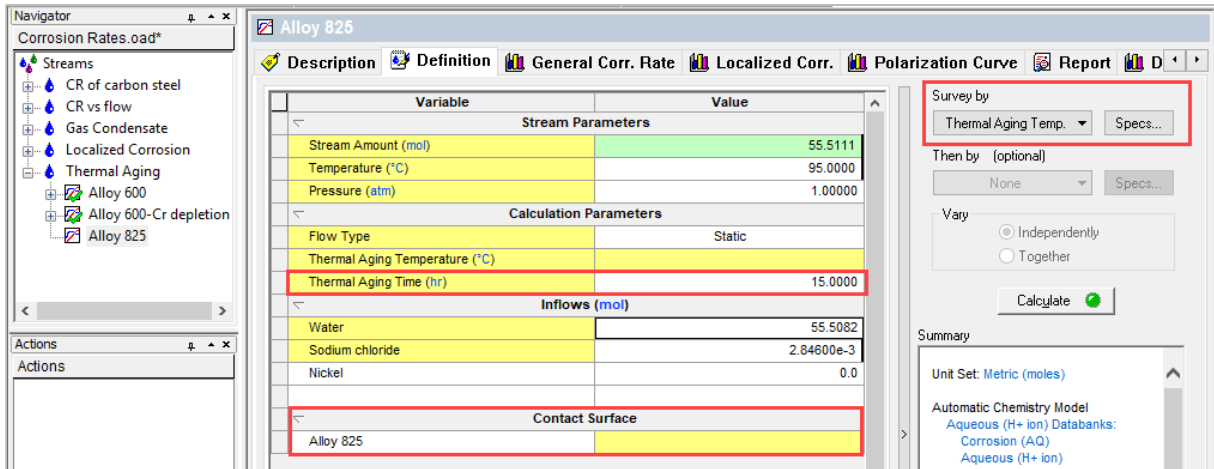 Navigator
Corrosion Rates.oad*
Streams
CR of carbon steel
CR vs flow
Gas Condensate
Localized Corrosion
Thermal Aging
Alloy 600
Alloy 600-Cr depletion
Alloy 825
Actions
Actions
Alloy 825
Description Definition General Corr. Rate Localized Corr. Polarization Curve Report D
Variable Value
Stream Parameters
Stream Amount (mol) 55.5111
Temperature (°C) 95.0000
Pressure (atm) 1.00000
Calculation Parameters
Flow Type Static
Thermal Aging Temperature (°C)
Thermal Aging Time (hr) 15.0000
Inflows (mol)
Water 55.5082
Sodium chloride 2.84600e-3
Nickel 0.0
Contact Surface
Alloy 825
Survey by
Thermal Aging Temp. Specs...
Then by (optional)
None Specs...
Vary
Independently
Together
Calculate
Summary
Unit Set: Metric (moles)
Automatic Chemistry Model
Aqueous (H+ ion) Databanks:
Corrosion (AQ)
Aqueous (H+ ion)